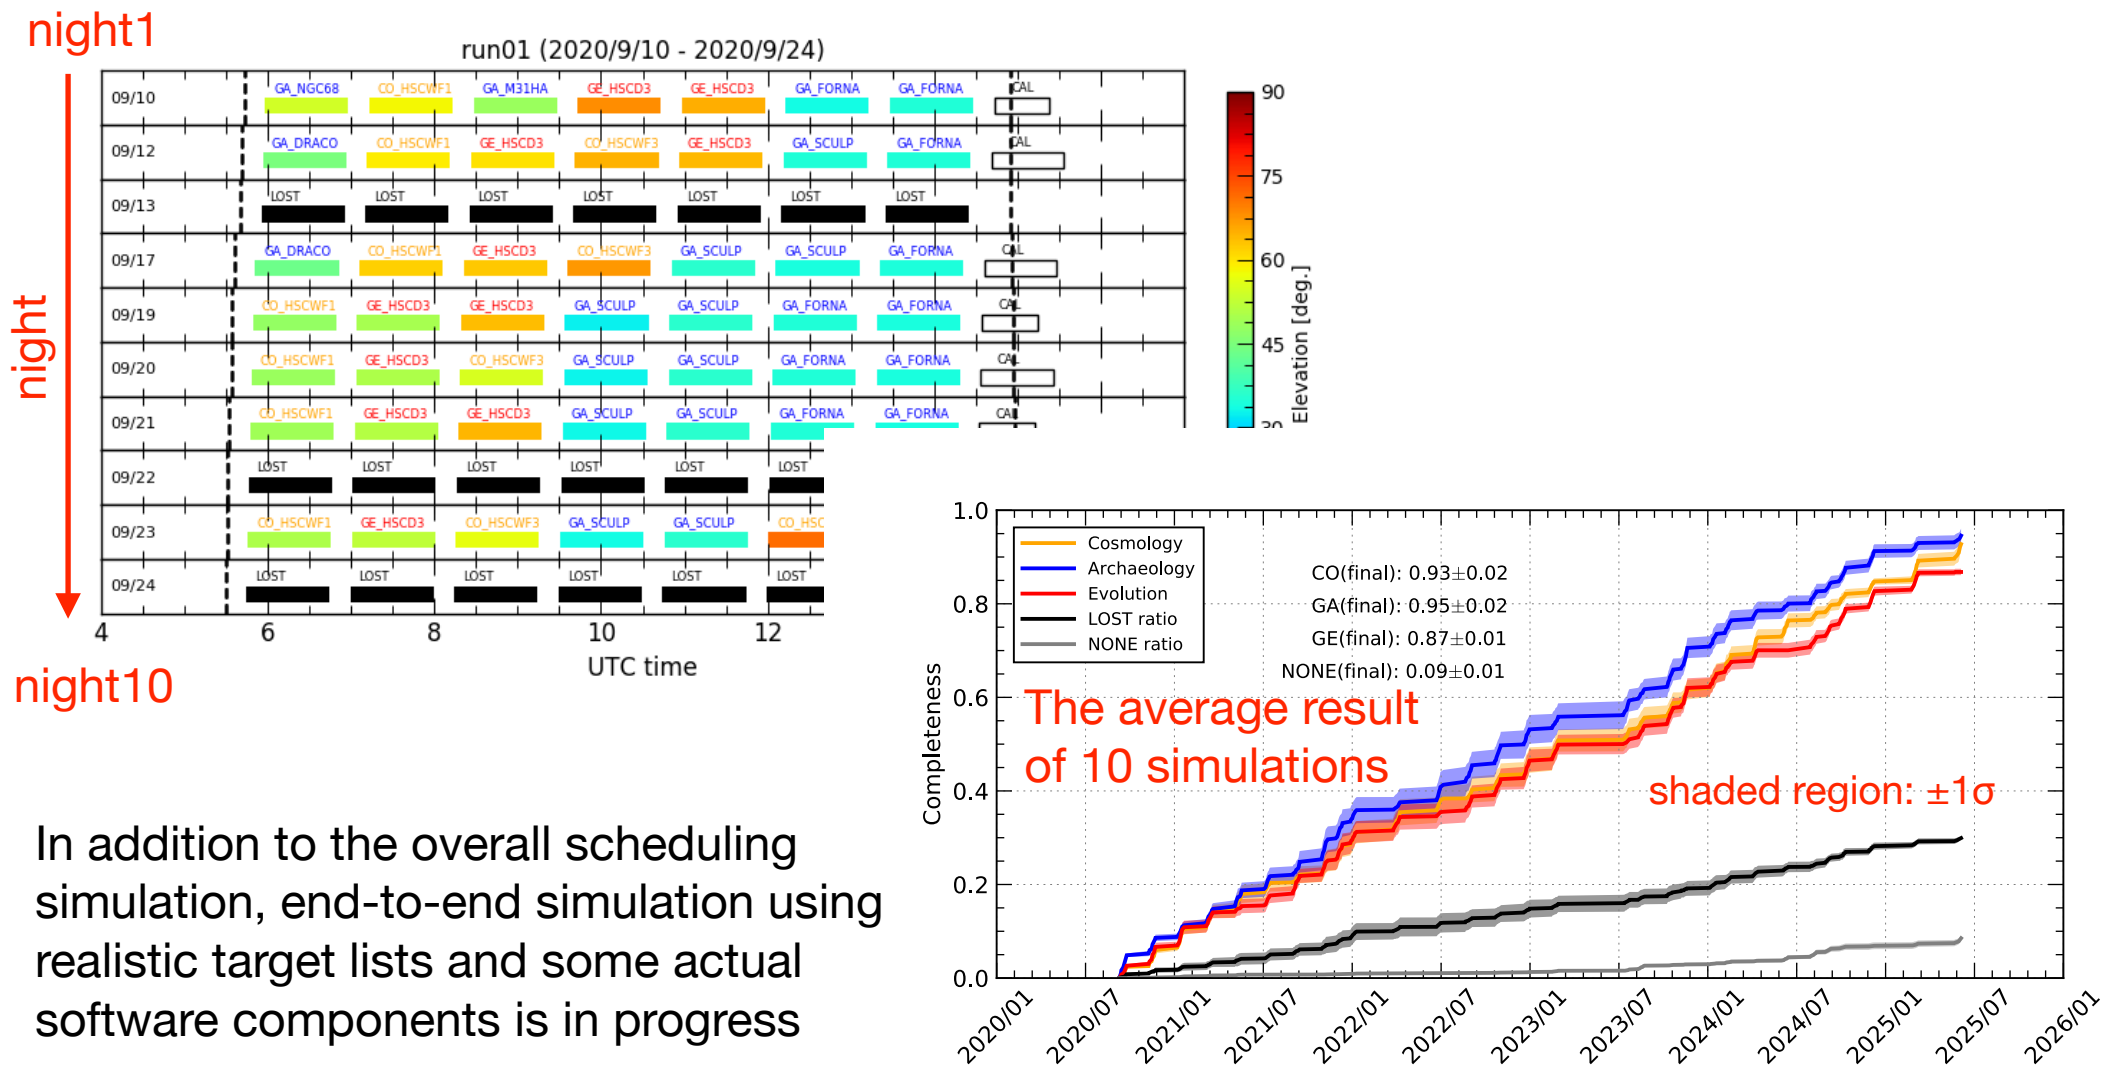 night1
run01 (2020/9/10 - 2020/9/24)
09/10 GA_NGC68 CO_HSCWF1 GA_M31HA GE_HSCD3 GE_HSCD3 GA_FORNA GA_FORNA CAL
09/12 GA_DRACO CO_HSCWF1 GE_HSCD3 CO_HSCWF3 GE_HSCD3 GA_SCULP GA_FORNA CAL
09/13 LOST LOST LOST LOST LOST LOST LOST
09/17 GA_DRACO CO_HSCWF1 GE_HSCD3 CO_HSCWF3 GA_SCULP GA_SCULP GA_FORNA CAL
09/19 CO_HSCWF1 GE_HSCD3 GE_HSCD3 GA_SCULP GA_SCULP GA_FORNA GA_FORNA CAL
09/20 CO_HSCWF1 GE_HSCD3 CO_HSCWF3 GA_SCULP GA_SCULP GA_FORNA GA_FORNA CAL
09/21 CO_HSCWF1 GE_HSCD3 GE_HSCD3 GA_SCULP GA_SCULP GA_FORNA GA_FORNA CAL
09/22 LOST LOST LOST LOST LOST LOST
09/23 CO_HSCWF1 GE_HSCD3 CO_HSCWF3 GA_SCULP GA_SCULP CO_HSC
09/24 LOST LOST LOST LOST LOST LOST
4 6 8 10 12
UTC time
night
night10
90
75
60
45
30
Elevation [deg.]
1.0
0.8
0.6
0.4
0.2
0.0
Completeness
Cosmology
Archaeology
Evolution
LOST ratio
NONE ratio
CO(final): 0.93±0.02
GA(final): 0.95±0.02
GE(final): 0.87±0.01
NONE(final): 0.09±0.01
The average result
of 10 simulations
shaded region: ±1σ
2020/01 2020/07 2021/01 2021/07 2022/01 2022/07 2023/01 2023/07 2024/01 2024/07 2025/01 2025/07 2026/01
In addition to the overall scheduling
simulation, end-to-end simulation using
realistic target lists and some actual
software components is in progress